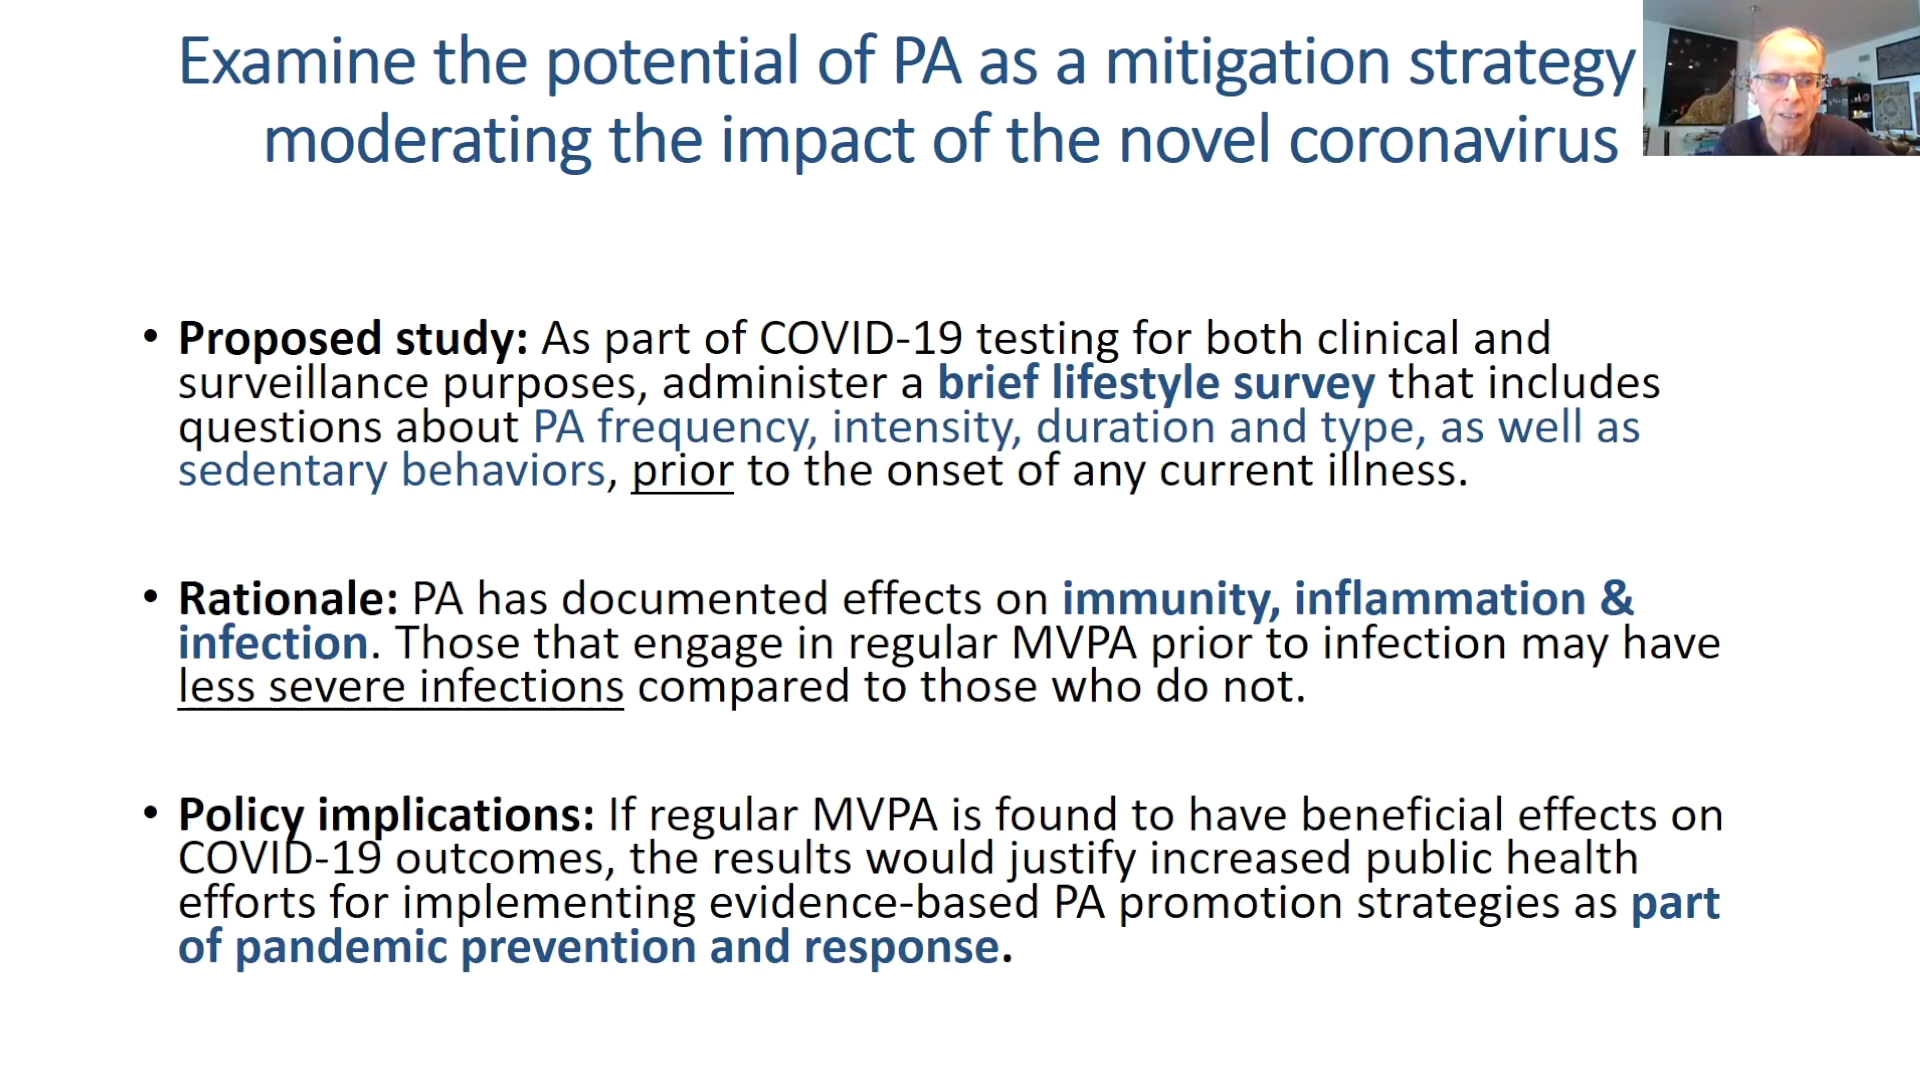 Examine the potential of PA as a mitigation strategy
moderating the impact of the novel coronavirus
• Proposed study: As part of COVID-19 testing for both clinical and
surveillance purposes, administer a brief lifestyle survey that includes
questions about PA frequency, intensity, duration and type, as well as
sedentary behaviors, prior to the onset of any current illness.
• Rationale: PA has documented effects on immunity, inflammation &
infection. Those that engage in regular MVPA prior to infection may have
less severe infections compared to those who do not.
• Policy implications: If regular MVPA is found to have beneficial effects on
COVID-19 outcomes, the results would justify increased public health
efforts for implementing evidence-based PA promotion strategies as part
of pandemic prevention and response.